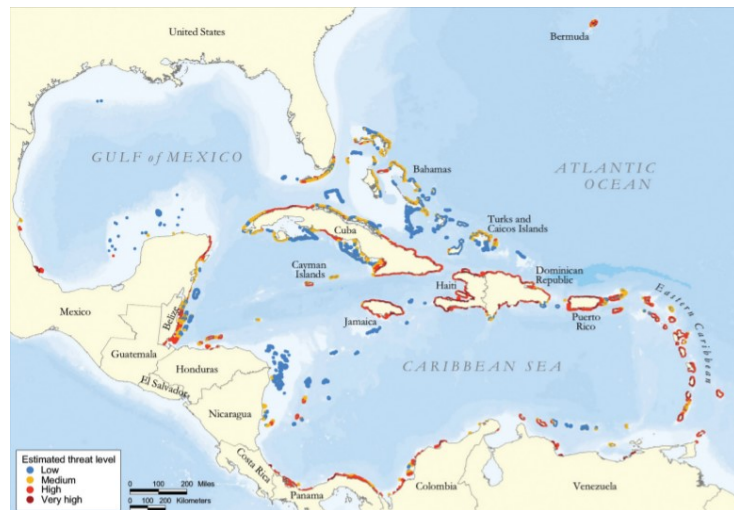 United States
Bermuda
GULF of MEXICO
Bahamas
ATLANTIC
OCEAN
Turks and
Caicos Islands
Cuba
Cayman
Islands
Dominican
Republic
Haiti
Eastern Caribbean
Mexico
Belize
Jamaica
Puerto
Rico
Guatemala
Honduras
CARIBBEAN SEA
El Salvador
Nicaragua
Costa Rica
Panama
Colombia
Venezuela
Estimated threat level
Low
Medium
High
Very high
0 100 200 Miles
0 100 200 Kilometers